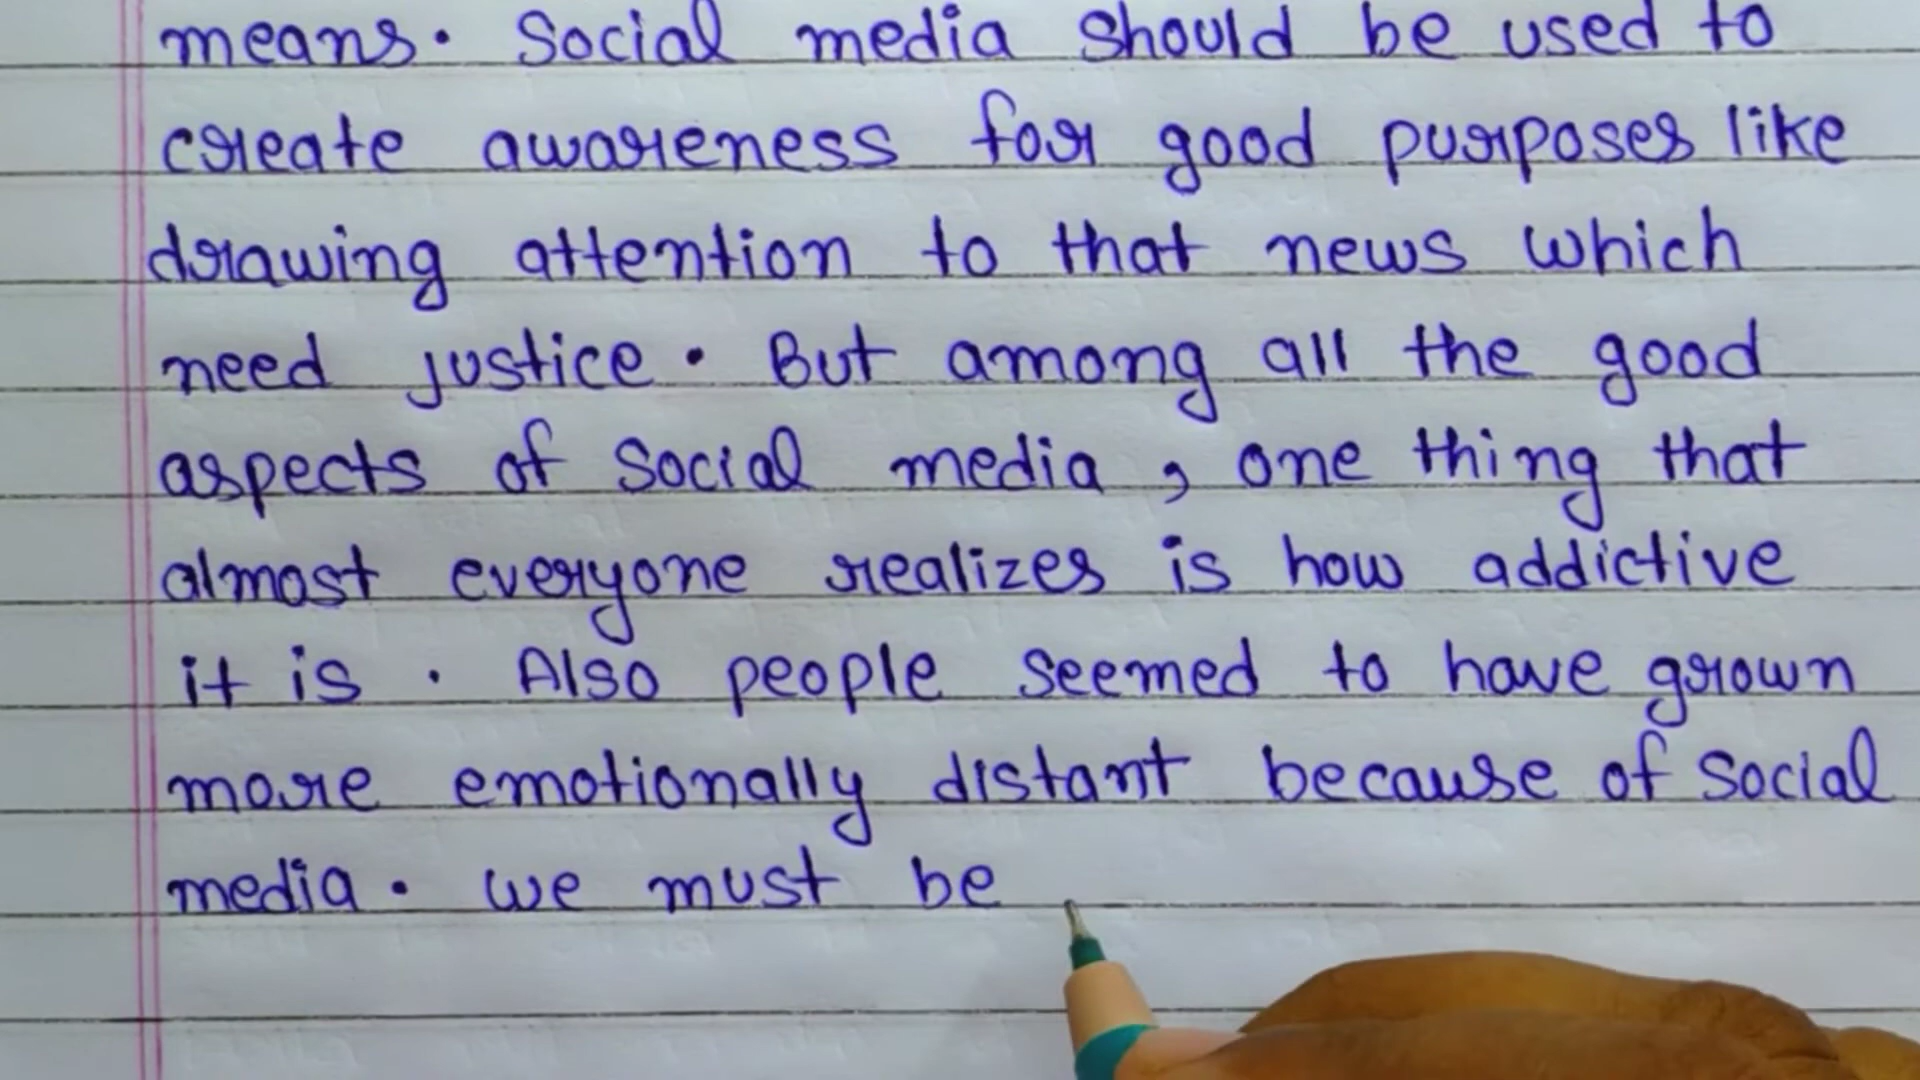 means. Social media should be used to
create awareness for good purposes like
drawing attention to that news which
need justice. But among all the good
aspects of social media, one thing that
almost everyone realizes is how addictive
it is. Also people seemed to have grown
more emotionally distant because of social
media. we must be